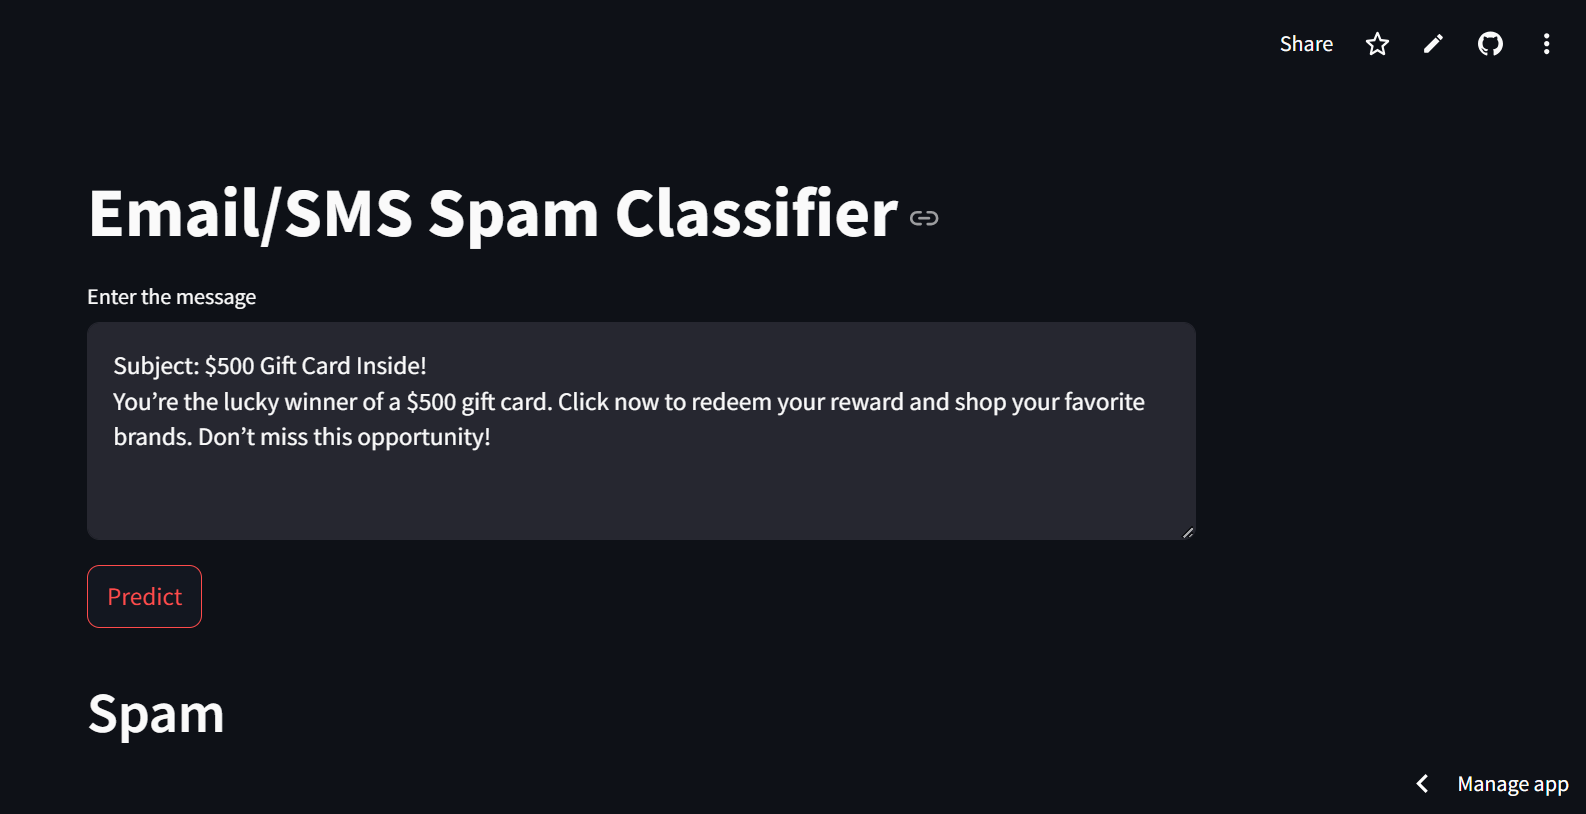 Share
Email/SMS Spam Classifier
Enter the message
Subject: $500 Gift Card Inside!
You’re the lucky winner of a $500 gift card. Click now to redeem your reward and shop your favorite
brands. Don’t miss this opportunity!
Predict
Spam
Manage app